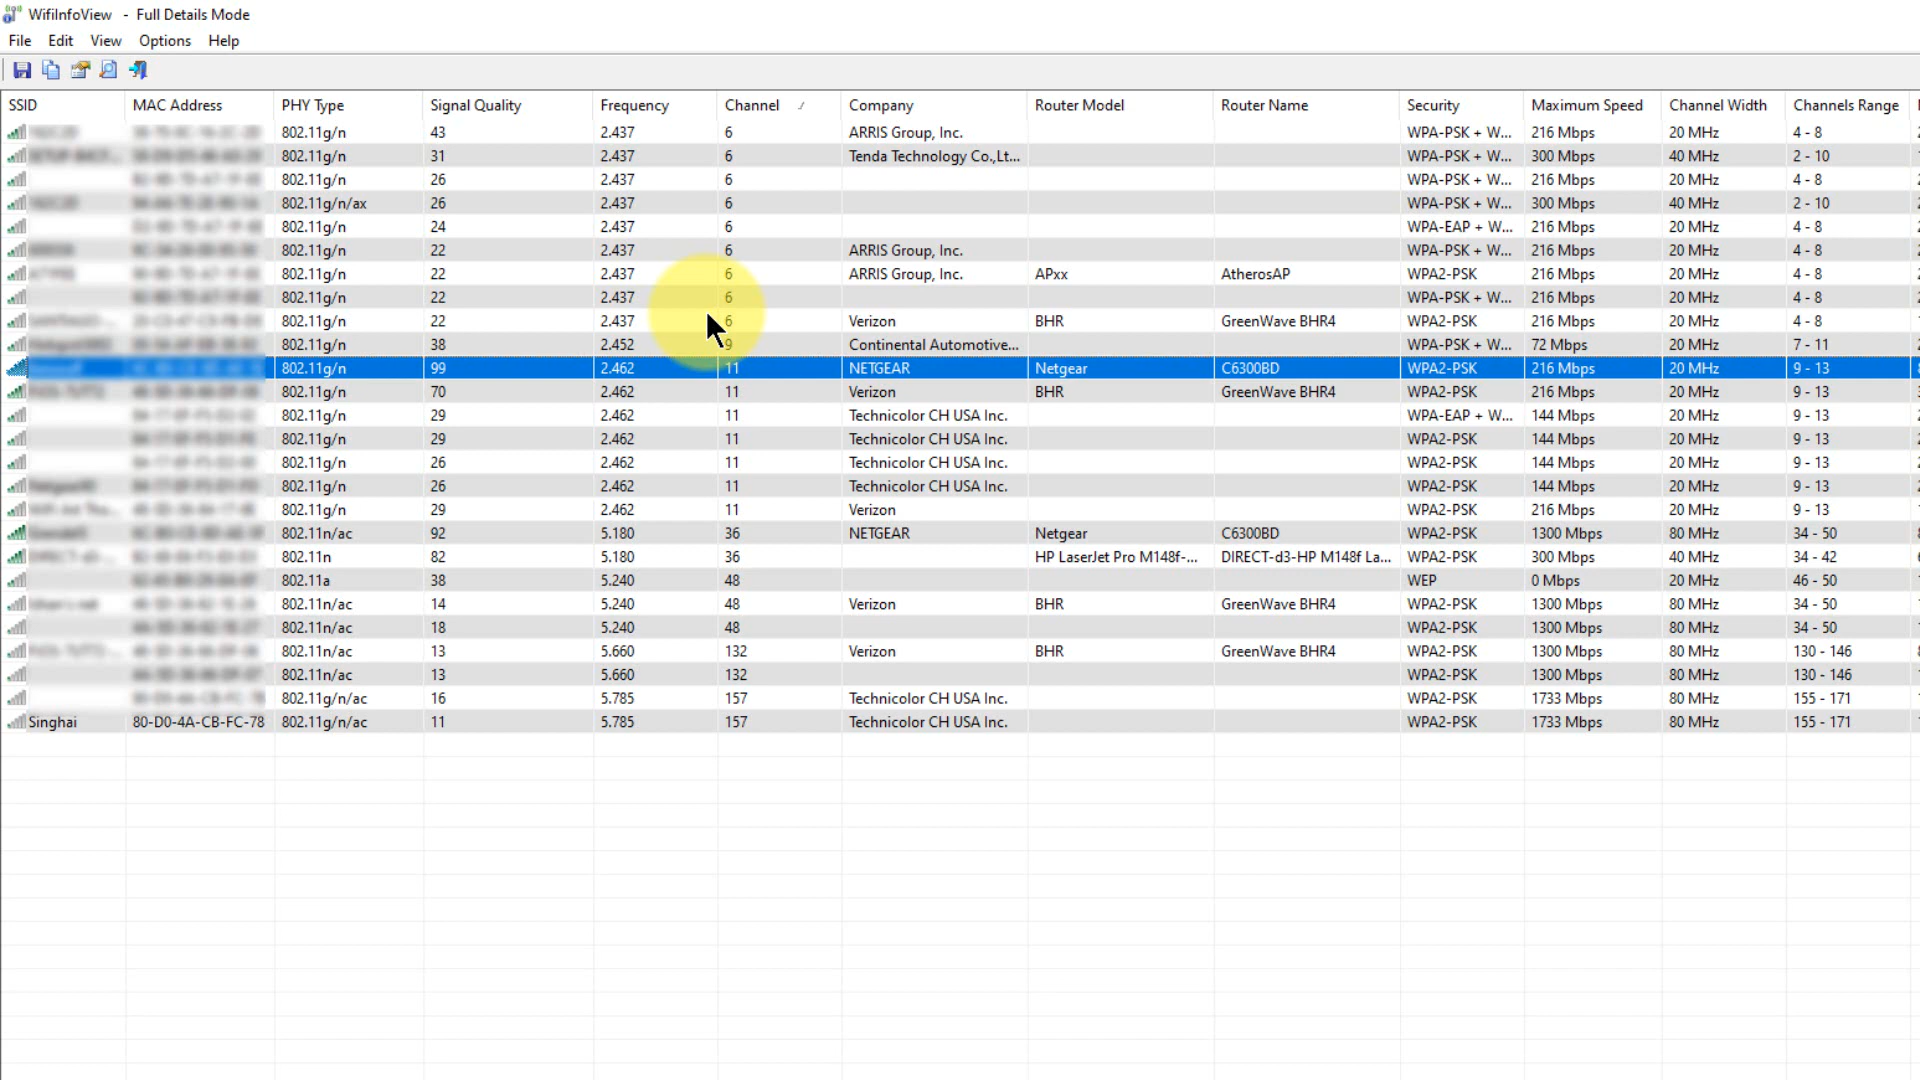 WifiInfoView - Full Details Mode
File Edit View Options Help
SSID MAC Address PHY Type Signal Quality Frequency Channel Company Router Model Router Name Security Maximum Speed Channel Width Channels Range
802.11g/n 43 2.437 6 ARRIS Group, Inc. WPA-PSK + W... 216 Mbps 20 MHz 4 - 8
802.11g/n 31 2.437 6 Tenda Technology Co.,Lt... WPA-PSK + W... 300 Mbps 40 MHz 2 - 10
802.11g/n 26 2.437 6 WPA-PSK + W... 216 Mbps 20 MHz 4 - 8
802.11g/n/ax 26 2.437 6 WPA-PSK + W... 300 Mbps 40 MHz 2 - 10
802.11g/n 24 2.437 6 WPA-EAP + W... 216 Mbps 20 MHz 4 - 8
802.11g/n 22 2.437 6 ARRIS Group, Inc. WPA-PSK + W... 216 Mbps 20 MHz 4 - 8
802.11g/n 22 2.437 6 ARRIS Group, Inc. APxx AtherosAP WPA2-PSK 216 Mbps 20 MHz 4 - 8
802.11g/n 22 2.437 6 WPA-PSK + W... 216 Mbps 20 MHz 4 - 8
802.11g/n 22 2.437 6 Verizon BHR GreenWave BHR4 WPA2-PSK 216 Mbps 20 MHz 4 - 8
802.11g/n 38 2.452 9 Continental Automotive... WPA-PSK + W... 72 Mbps 20 MHz 7 - 11
802.11g/n 99 2.462 11 NETGEAR Netgear C6300BD WPA2-PSK 216 Mbps 20 MHz 9 - 13
802.11g/n 70 2.462 11 Verizon BHR GreenWave BHR4 WPA2-PSK 216 Mbps 20 MHz 9 - 13
802.11g/n 29 2.462 11 Technicolor CH USA Inc. WPA-EAP + W... 144 Mbps 20 MHz 9 - 13
802.11g/n 29 2.462 11 Technicolor CH USA Inc. WPA2-PSK 144 Mbps 20 MHz 9 - 13
802.11g/n 26 2.462 11 Technicolor CH USA Inc. WPA2-PSK 144 Mbps 20 MHz 9 - 13
802.11g/n 26 2.462 11 Technicolor CH USA Inc. WPA2-PSK 144 Mbps 20 MHz 9 - 13
802.11g/n 29 2.462 11 Verizon WPA2-PSK 216 Mbps 20 MHz 9 - 13
802.11n/ac 92 5.180 36 NETGEAR Netgear C6300BD WPA2-PSK 1300 Mbps 80 MHz 34 - 50
802.11n 82 5.180 36 HP LaserJet Pro M148f-... DIRECT-d3-HP M148f La... WPA2-PSK 300 Mbps 40 MHz 34 - 42
802.11a 38 5.240 48 WEP 0 Mbps 20 MHz 46 - 50
802.11n/ac 14 5.240 48 Verizon BHR GreenWave BHR4 WPA2-PSK 1300 Mbps 80 MHz 34 - 50
802.11n/ac 18 5.240 48 WPA2-PSK 1300 Mbps 80 MHz 34 - 50
802.11n/ac 13 5.660 132 Verizon BHR GreenWave BHR4 WPA2-PSK 1300 Mbps 80 MHz 130 - 146
802.11n/ac 13 5.660 132 WPA2-PSK 1300 Mbps 80 MHz 130 - 146
802.11g/n/ac 16 5.785 157 Technicolor CH USA Inc. WPA2-PSK 1733 Mbps 80 MHz 155 - 171
Singhai 80-D0-4A-CB-FC-78 802.11g/n/ac 11 5.785 157 Technicolor CH USA Inc. WPA2-PSK 1733 Mbps 80 MHz 155 - 171